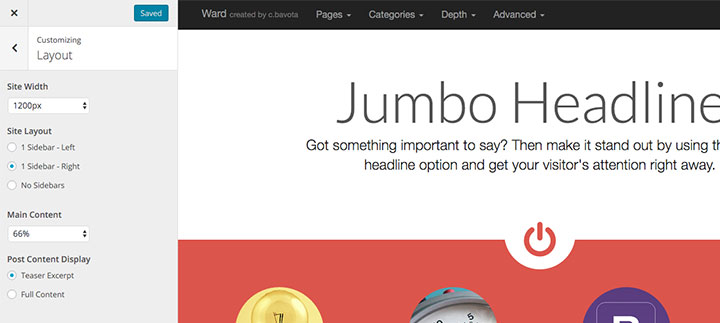 Saved
Customizing
Layout
Site Width
1200px
Site Layout
1 Sidebar - Left
1 Sidebar - Right
No Sidebars
Main Content
66%
Post Content Display
Teaser Excerpt
Full Content
Ward created by c.bavota Pages Categories Depth Advanced
Jumbo Headline
Got something important to say? Then make it stand out by using th
headline option and get your visitor's attention right away.
5
B